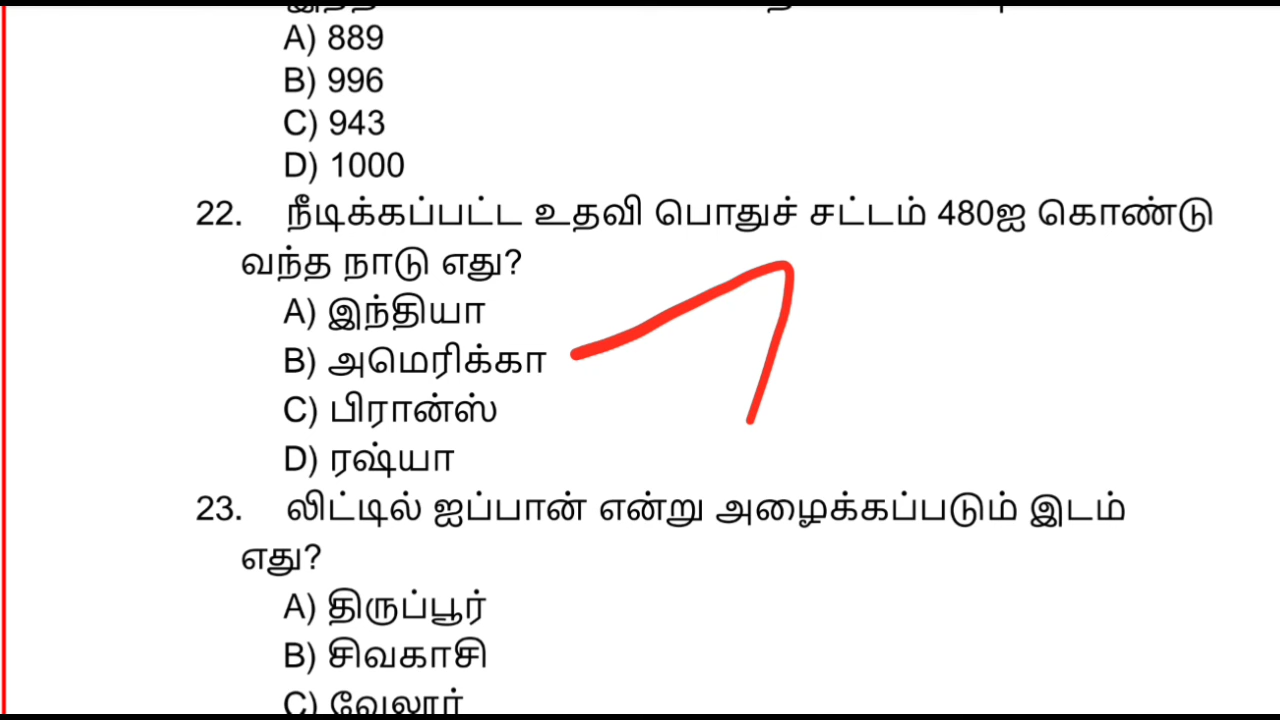 A) 889
B) 996
C) 943
D) 1000
22. நீடிக்கப்பட்ட உதவி பொதுச் சட்டம் 480ஐ கொண்டு
வந்த நாடு எது?
A) இந்தியா
B) அமெரிக்கா
C) பிரான்ஸ்
D) ரஷ்யா
23. லிட்டில் ஐப்பான் என்று அழைக்கப்படும் இடம்
எது?
A) திருப்பூர்
B) சிவகாசி
C) வேலூர்